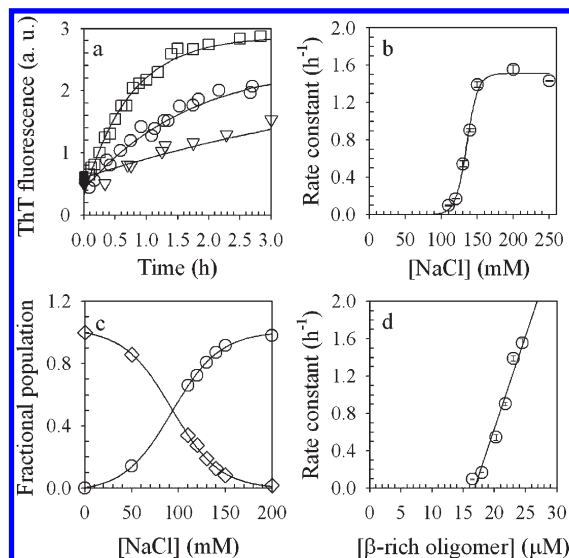 a
ThT fluorescence (a. u.)
3
2
1
0
0.0 0.5 1.0 1.5 2.0 2.5 3.0
Time (h)
b
Rate constant (h⁻¹)
2.0
1.6
1.2
0.8
0.4
0.0
0 50 100 150 200 250
[NaCl] (mM)
c
Fractional population
1.2
0.8
0.4
0.0
0 50 100 150 200
[NaCl] (mM)
d
Rate constant (h⁻¹)
2.0
1.6
1.2
0.8
0.4
0.0
0 5 10 15 20 25 30
[β-rich oligomer] (μM)